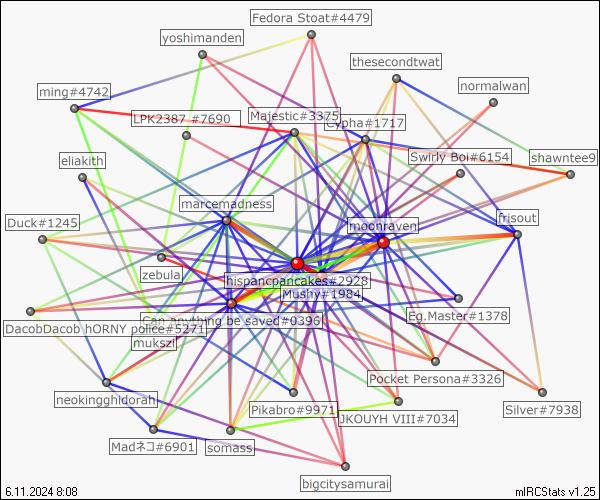 Fedora Stoat#4479
yoshimanden
thesecondtwat
normalwan
ming#4742
LPK2387 #7690
Majestic#3375
Cypha#1717
eliakith
Swirly Boi#6154
shawntee9
marcemadness
Duck#1245
moonraven
frisout
zebula
hispancpancakes#2928
Mushy#1984
Eg.Master#1378
Can anything be saved#0396
DacobDacob hORNY police#5271
mukszi
Pocket Persona#3326
neokingghidorah
Pikabro#9971
JKOUYH VIII#7034
Silver#7938
Madネコ#6901
somass
bigcitysamurai
6.11.2024 8:08
mIRCStats v1.25